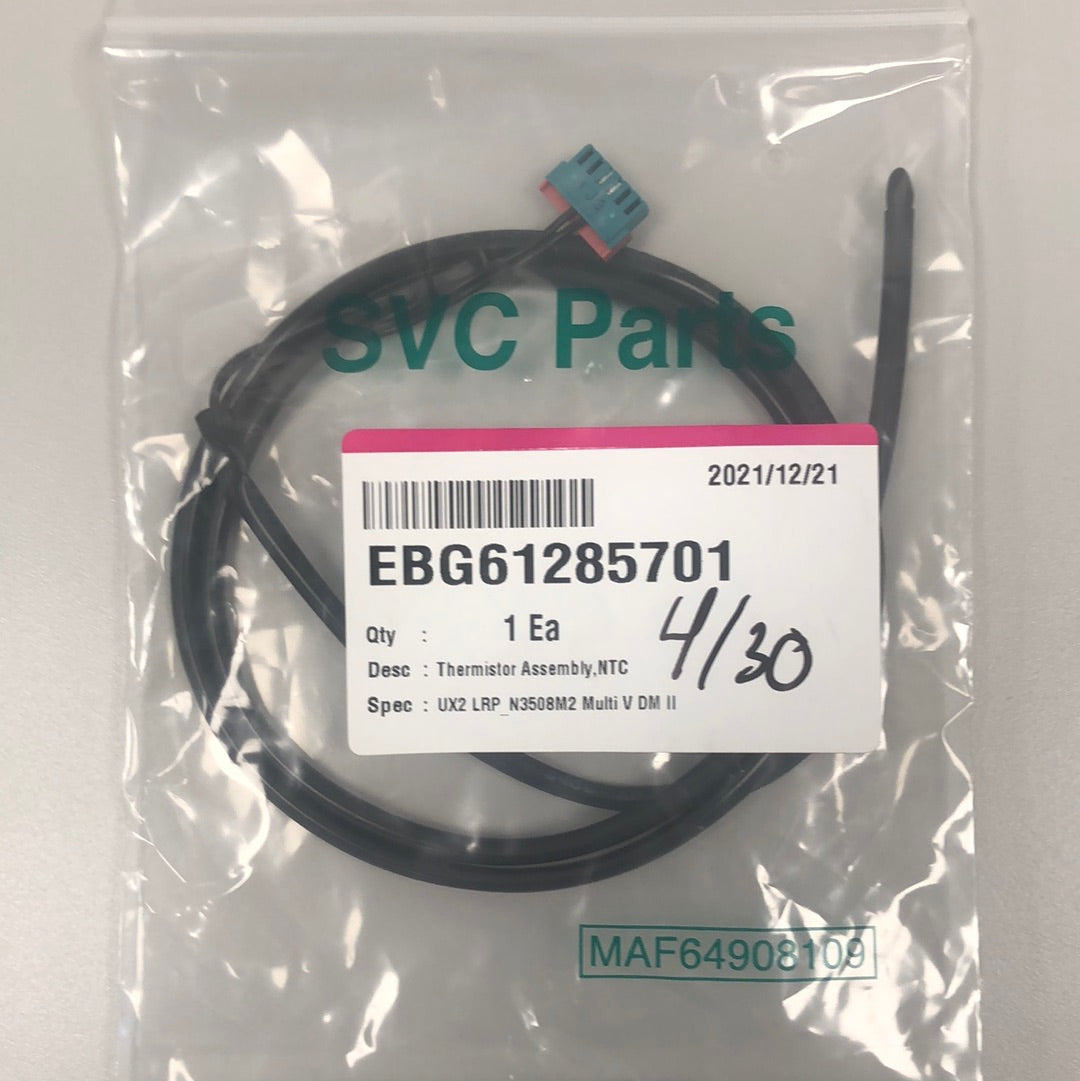 SVC Parts
2021/12/21
EBG61285701
Qty : 1 Ea
4/30
Desc : Thermistor Assembly,NTC
Spec : UX2 LRP_N3508M2 Multi V DM II
MAF64908109